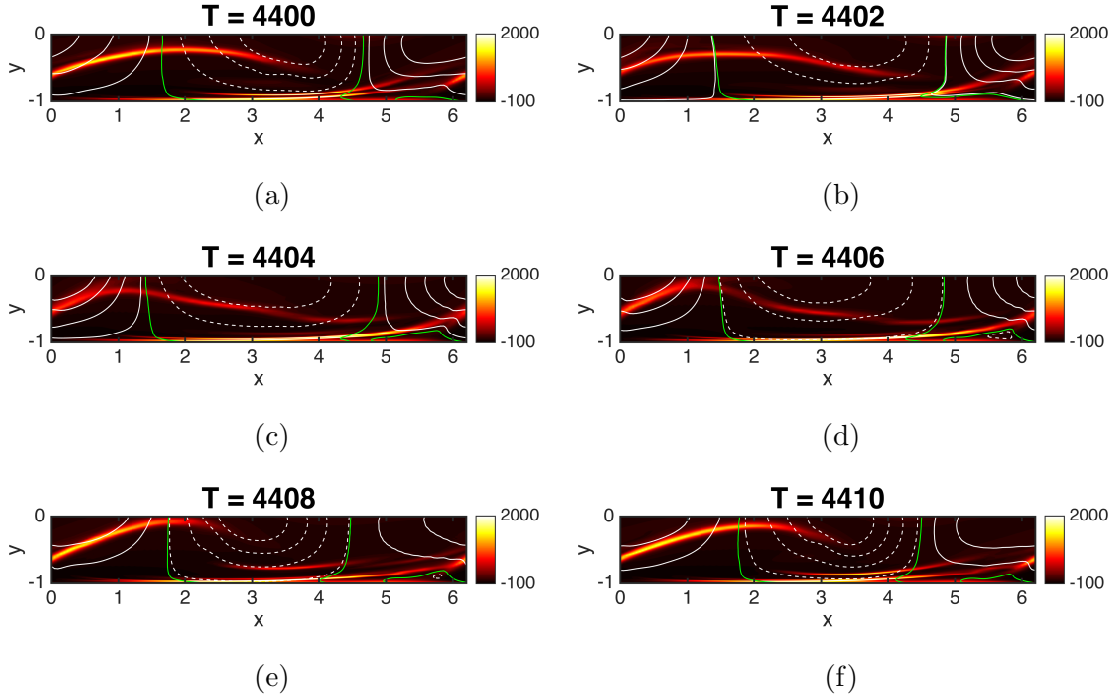 T = 4400
T = 4402
0
y
-1
0 1 2 3 4 5 6
x
2000
-100
0
y
-1
0 1 2 3 4 5 6
x
2000
-100
(a)
(b)
T = 4404
T = 4406
0
y
-1
0 1 2 3 4 5 6
x
2000
-100
0
y
-1
0 1 2 3 4 5 6
x
2000
-100
(c)
(d)
T = 4408
T = 4410
0
y
-1
0 1 2 3 4 5 6
x
2000
-100
0
y
-1
0 1 2 3 4 5 6
x
2000
-100
(e)
(f)